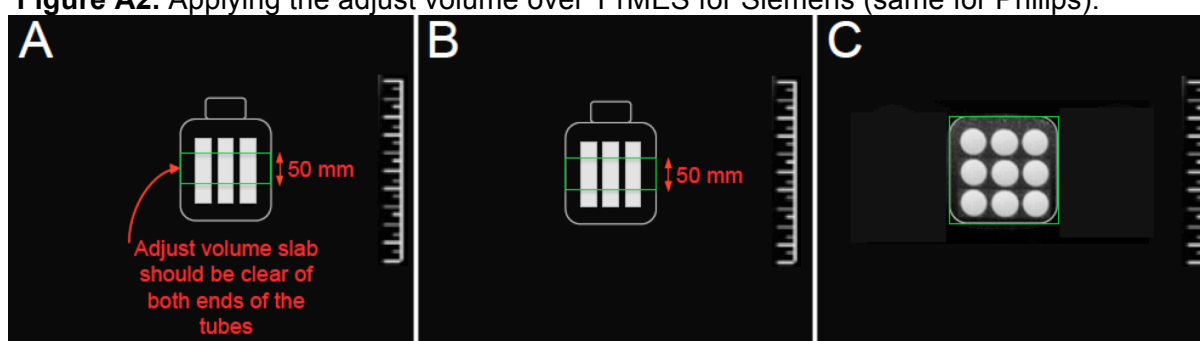 Figure A2. Applying the adjust volume over T1MES for Siemens (same for Philips).
A
B
C
50 mm
50 mm
Adjust volume slab
should be clear of
both ends of the
tubes